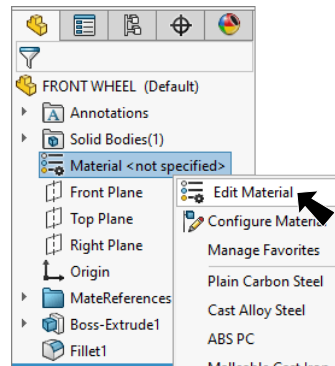 FRONT WHEEL (Default)
Annotations
Solid Bodies(1)
Material <not specified>
Front Plane
Edit Material
Top Plane
Configure Material
Right Plane
Manage Favorites
Origin
Plain Carbon Steel
MateReferences
Cast Alloy Steel
Boss-Extrude1
ABS PC
Fillet1